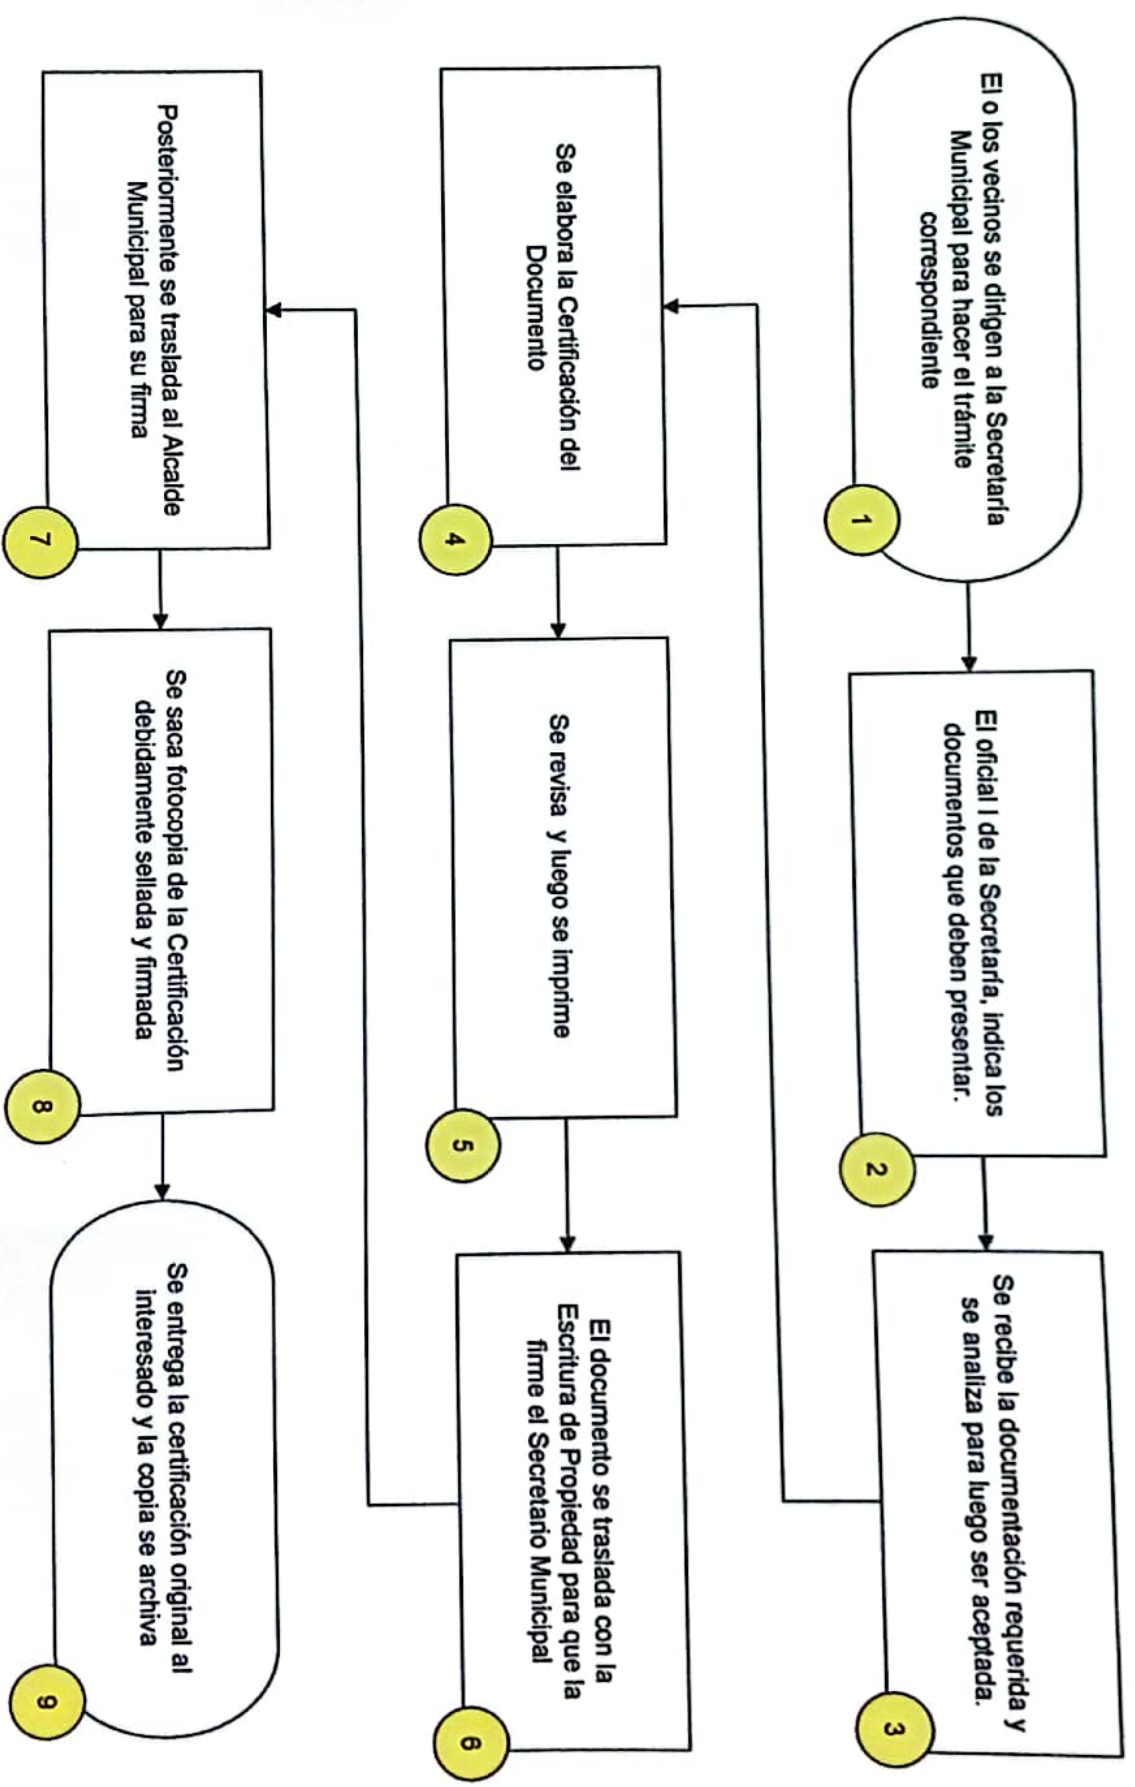 El o los vecinos se dirigen a la Secretaría
Municipal para hacer el trámite
correspondiente
1
El oficial I de la Secretaría, indica los
documentos que deben presentar.
2
Se recibe la documentación requerida y
se analiza para luego ser aceptada.
3
Se elabora la Certificación del
Documento
4
Se revisa y luego se imprime
5
El documento se traslada con la
Escritura de Propiedad para que la
firme el Secretario Municipal
6
Posteriormente se traslada al Alcalde
Municipal para su firma
7
Se saca fotocopia de la Certificación
debidamente sellada y firmada
8
Se entrega la certificación original al
interesado y la copia se archiva
9